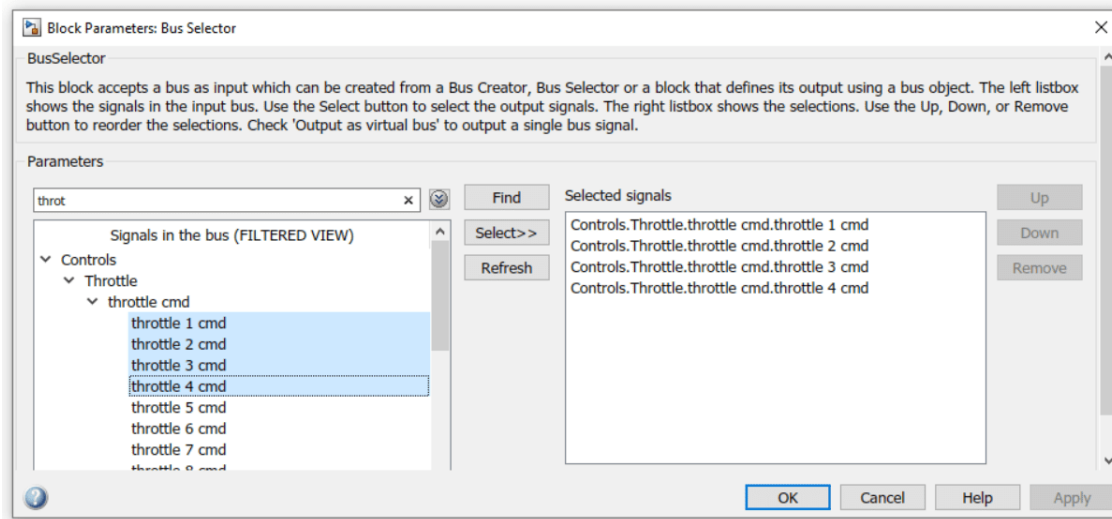 Block Parameters: Bus Selector
BusSelector
This block accepts a bus as input which can be created from a Bus Creator, Bus Selector or a block that defines its output using a bus object. The left listbox
shows the signals in the input bus. Use the Select button to select the output signals. The right listbox shows the selections. Use the Up, Down, or Remove
button to reorder the selections. Check 'Output as virtual bus' to output a single bus signal.
Parameters
throt
Find
Selected signals
Up
Signals in the bus (FILTERED VIEW)
Select>>
Controls.Throttle.throttle cmd.throttle 1 cmd
Down
Controls
Controls.Throttle.throttle cmd.throttle 2 cmd
Throttle
Refresh
Controls.Throttle.throttle cmd.throttle 3 cmd
Remove
throttle cmd
Controls.Throttle.throttle cmd.throttle 4 cmd
throttle 1 cmd
throttle 2 cmd
throttle 3 cmd
throttle 4 cmd
throttle 5 cmd
throttle 6 cmd
throttle 7 cmd
throttle 8 cmd
OK
Cancel
Help
Apply